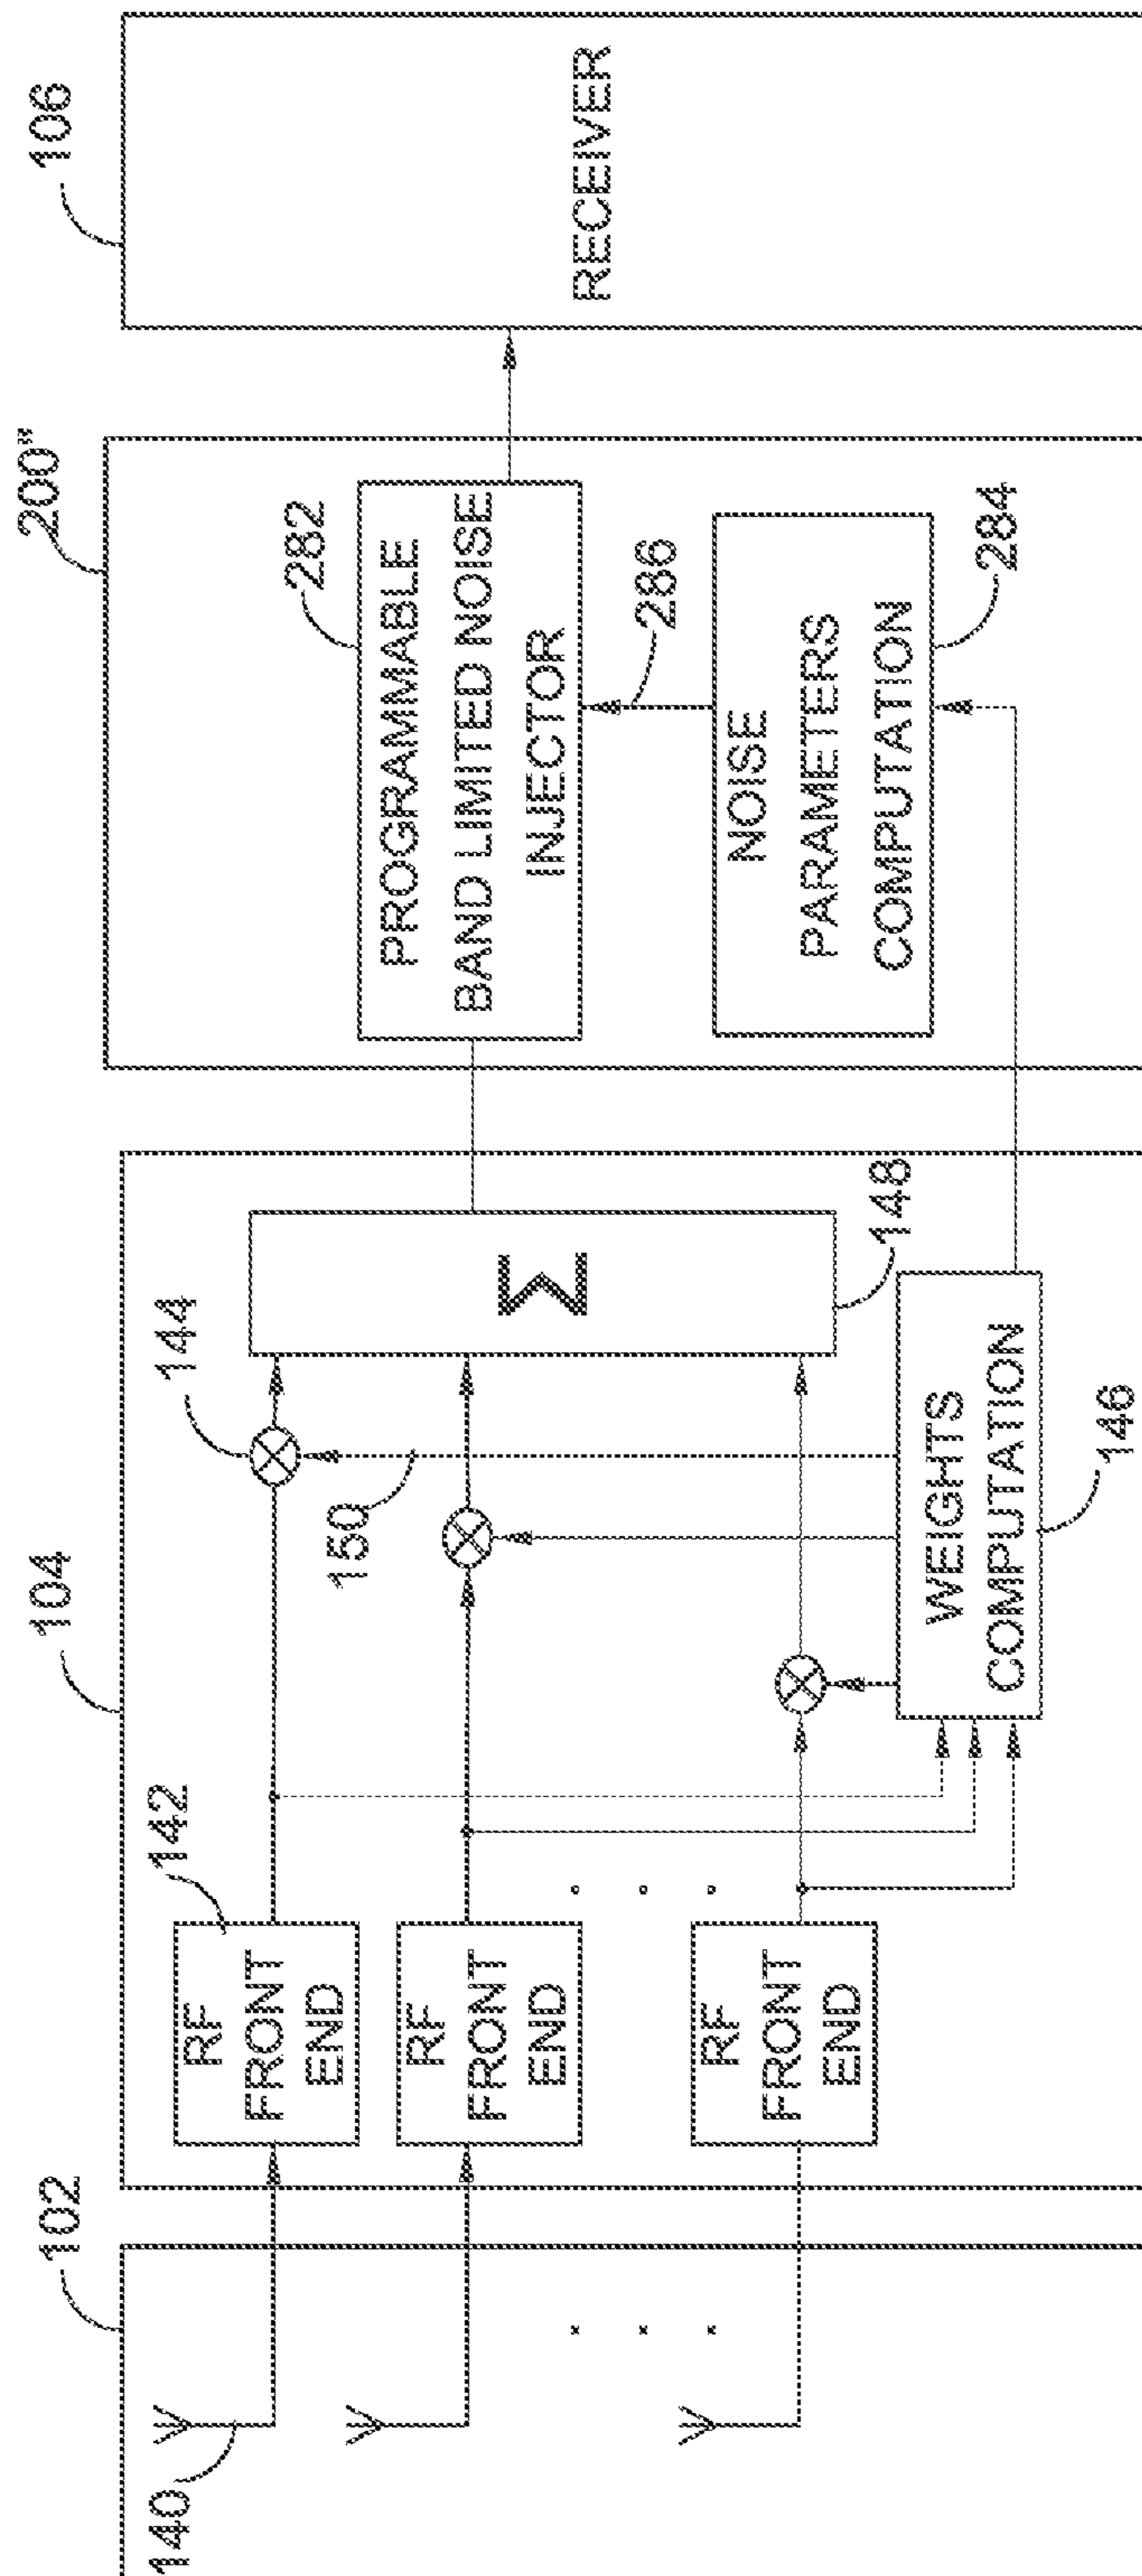 102
140
104
RF
FRONT
END
142
RF
FRONT
END
RF
FRONT
END
144
150
Σ
148
WEIGHTS
COMPUTATION
146
200"
PROGRAMMABLE
BAND LIMITED NOISE
INJECTOR
282
286
NOISE
PARAMETERS
COMPUTATION
284
106
RECEIVER